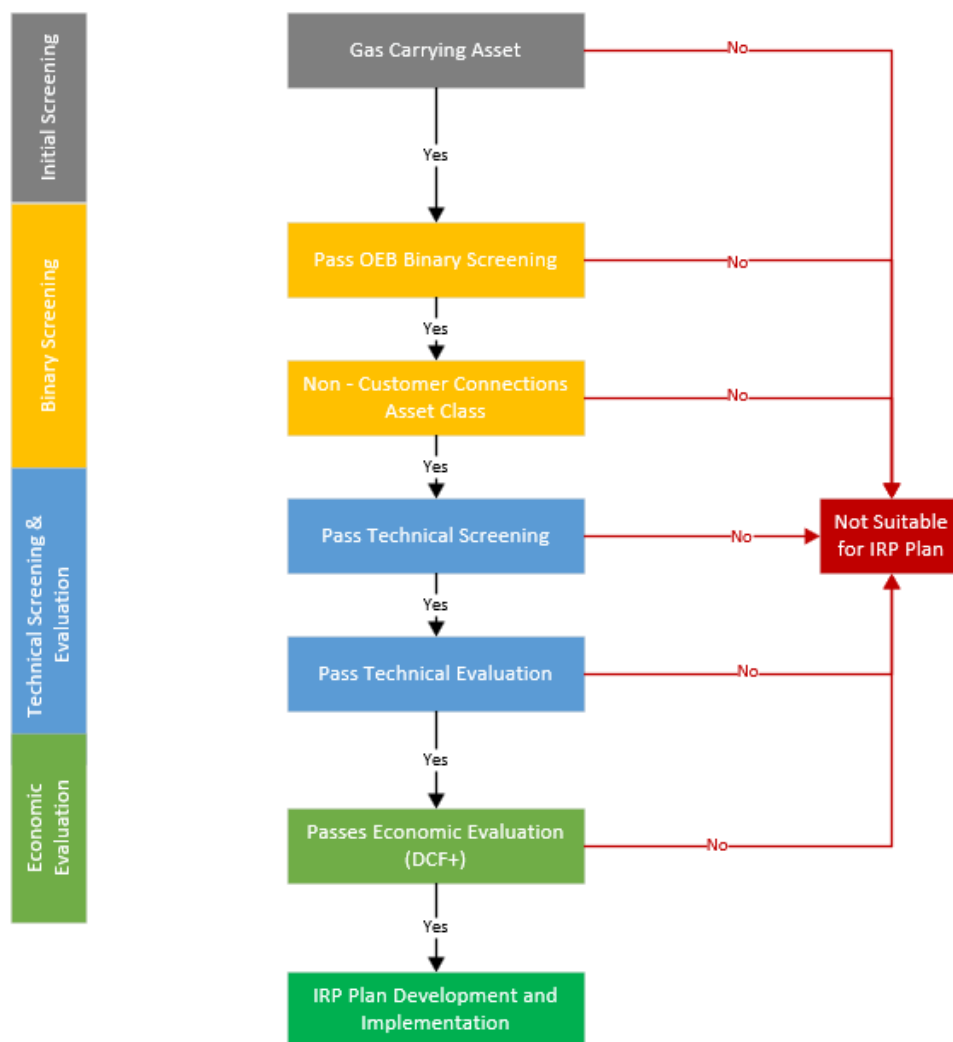 Initial Screening
Gas Carrying Asset
No
Yes
Binary Screening
Pass OEB Binary Screening
No
Yes
Non - Customer Connections
Asset Class
No
Yes
Technical Screening &
Evaluation
Pass Technical Screening
No
Not Suitable
for IRP Plan
Yes
Pass Technical Evaluation
No
Yes
Economic
Evaluation
Passes Economic Evaluation
(DCF+)
No
Yes
IRP Plan Development and
Implementation